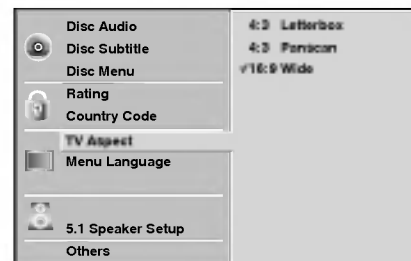 Disc Audio
Disc Subtitle
Disc Menu
Rating
Country Code
TV Aspect
Menu Language
5.1 Speaker Setup
Others
4:3 Letterbox
4:3 Panscan
√16:9 Wide